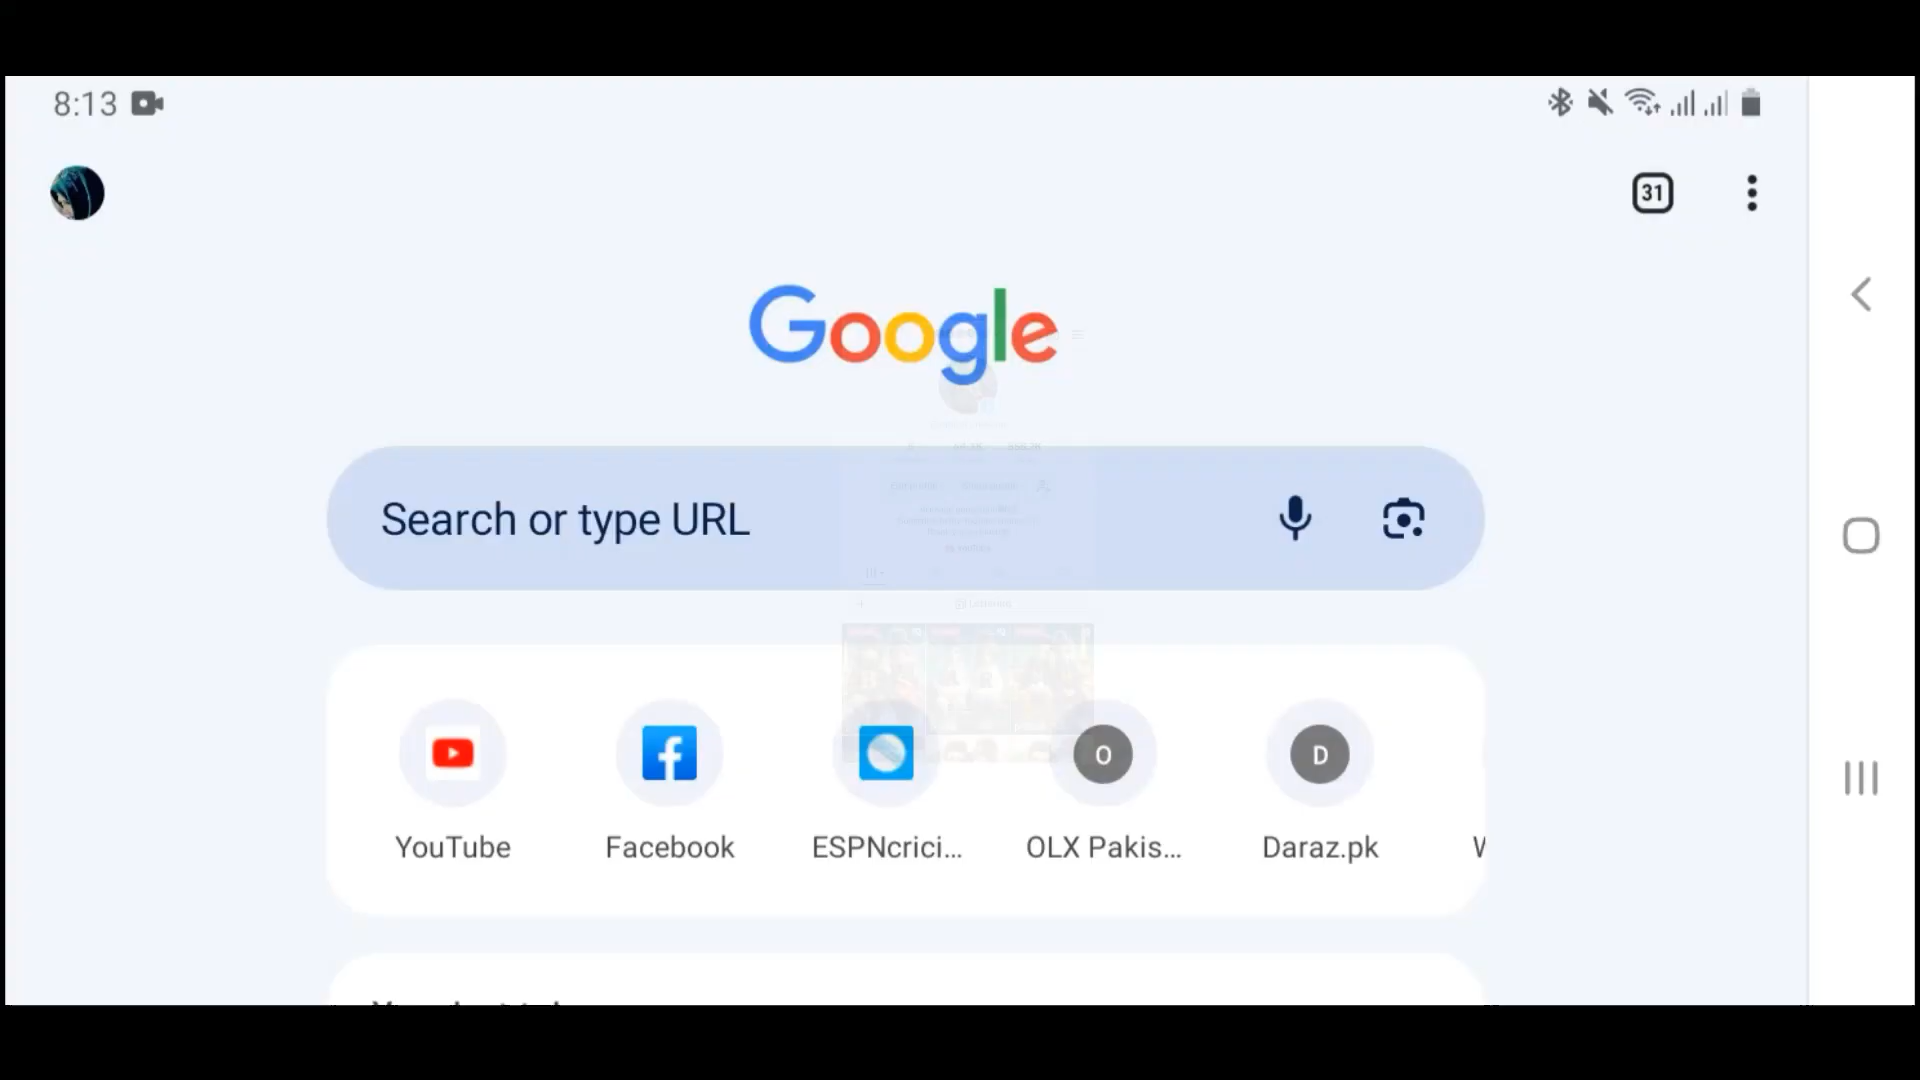 8:13
31
Google
Search or type URL
YouTube
Facebook
ESPNcrici...
OLX Pakis...
Daraz.pk
O
D